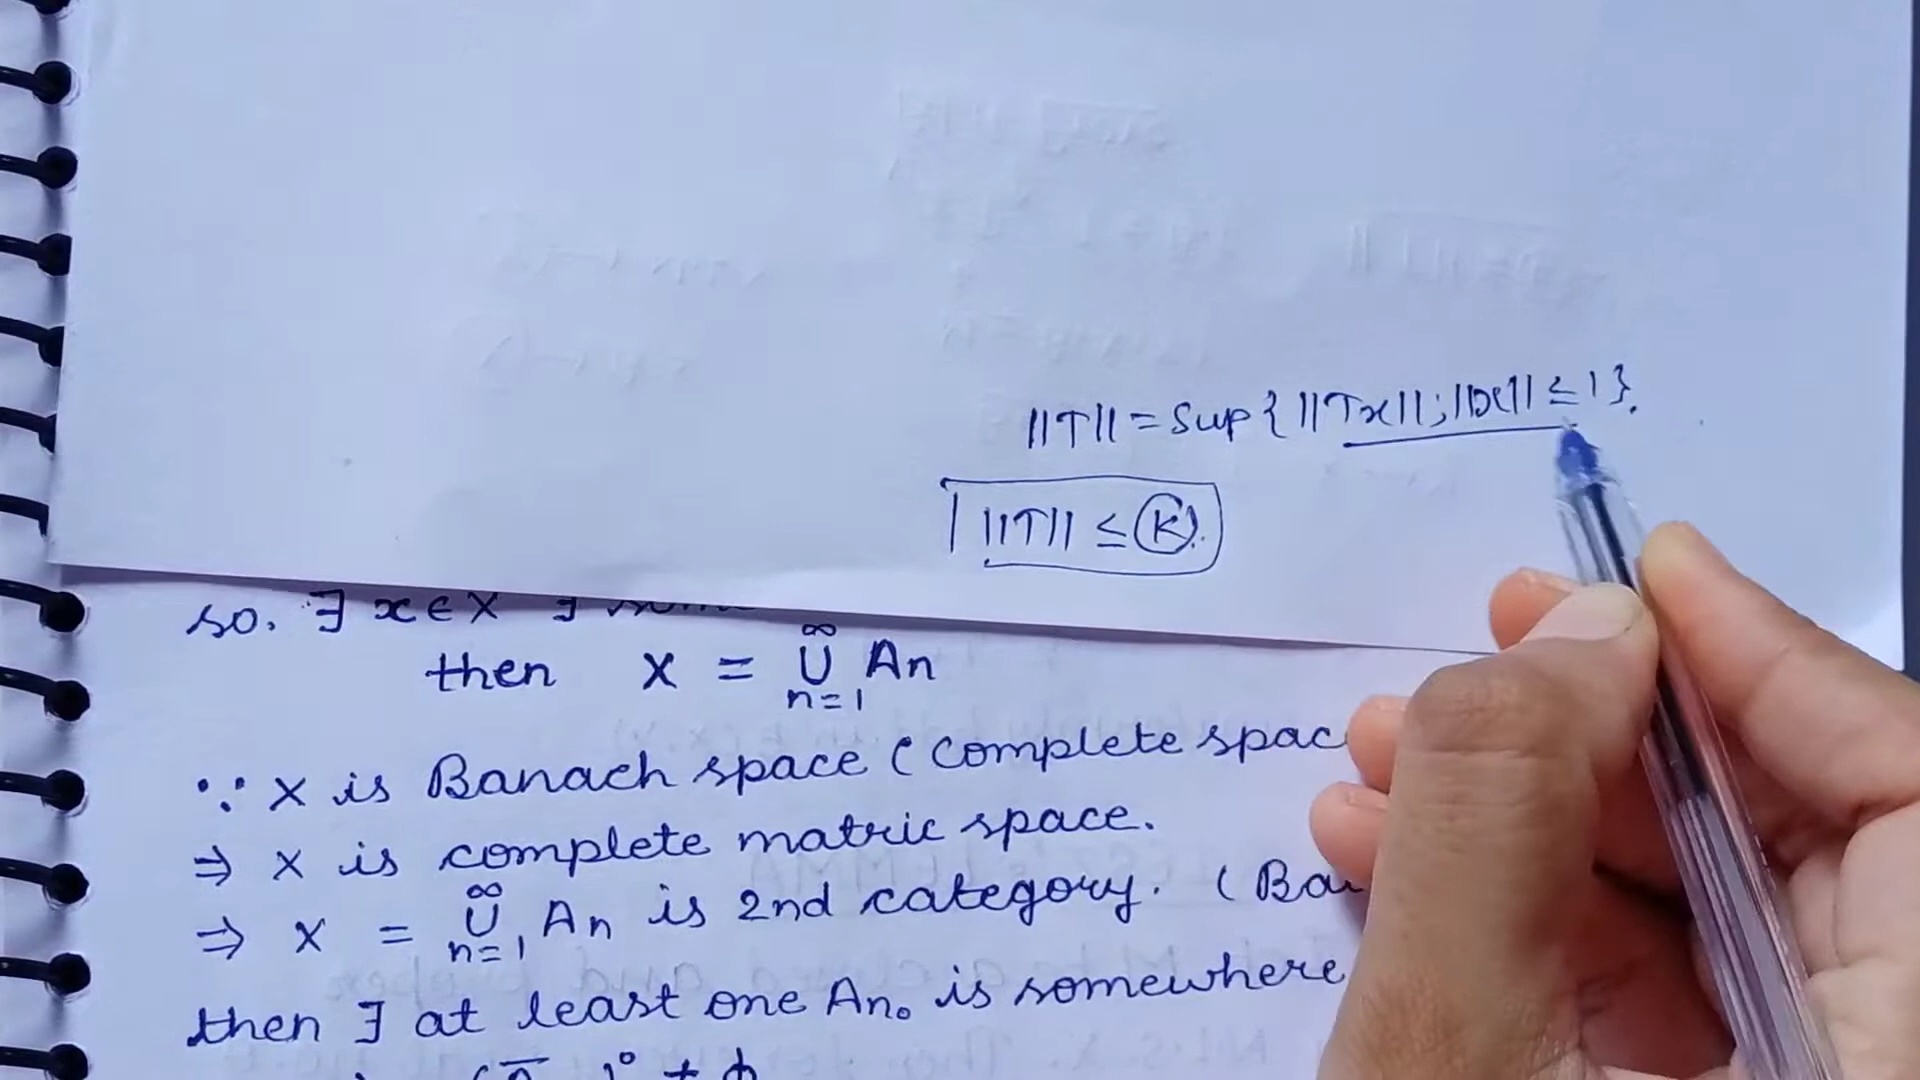 ||T|| = Sup{||Tx||; ||x|| ≤ 1}.
||T|| ≤ K
so. ∃ x ∈ X ∃
then X = ∞∪n=1 An
∵ X is Banach space (Complete spac
⇒ X is complete matric space.
⇒ X = ∞∪n=1 An is 2nd category. (Ba
then ∃ at least one An₀ is somewhere
)° ≠ ϕ